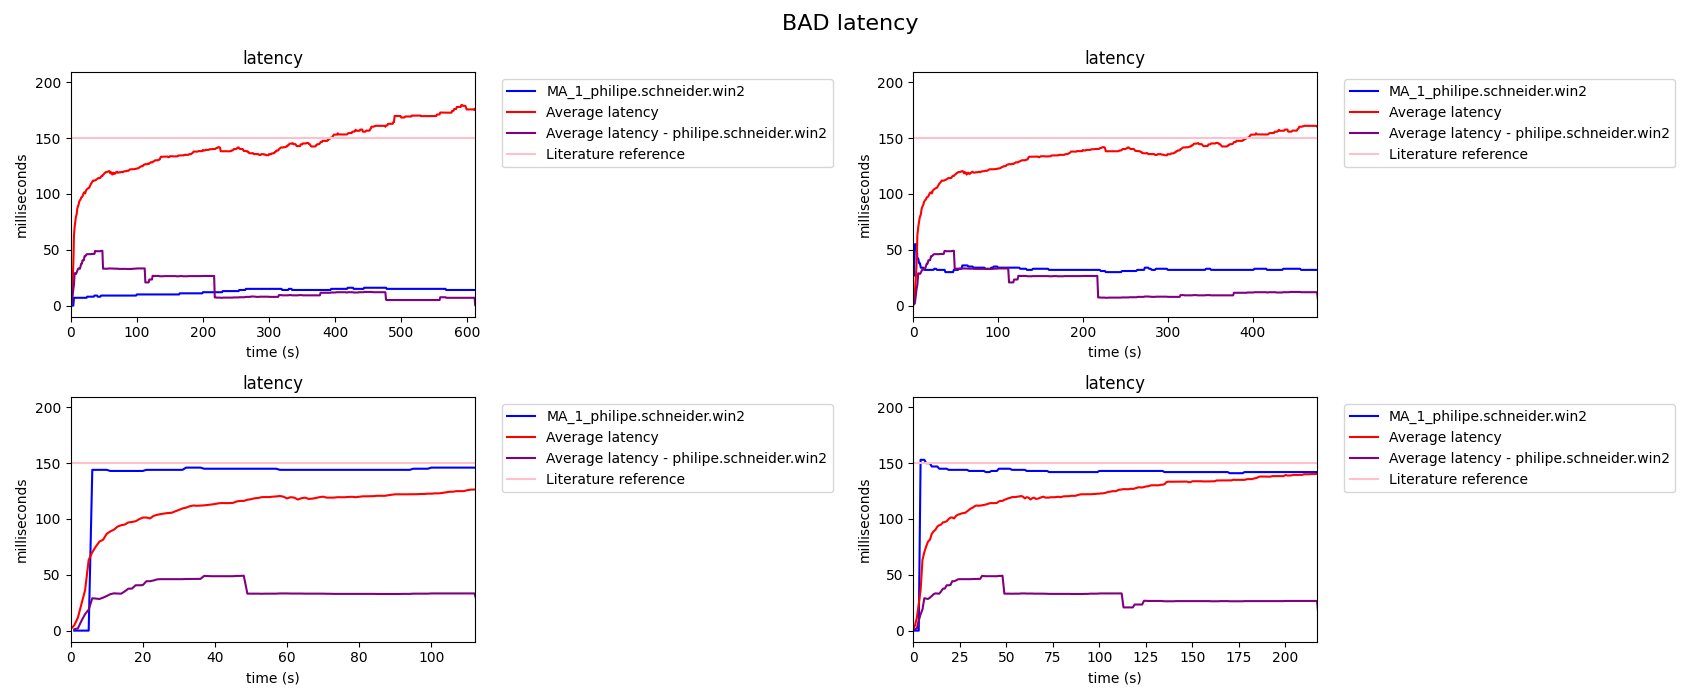 BAD latency
latency
200
150
100
50
0
milliseconds
0 100 200 300 400 500 600
time (s)
MA_1_philipe.schneider.win2
Average latency
Average latency - philipe.schneider.win2
Literature reference
latency
200
150
100
50
0
milliseconds
0 100 200 300 400
time (s)
MA_1_philipe.schneider.win2
Average latency
Average latency - philipe.schneider.win2
Literature reference
latency
200
150
100
50
0
milliseconds
0 20 40 60 80 100
time (s)
MA_1_philipe.schneider.win2
Average latency
Average latency - philipe.schneider.win2
Literature reference
latency
200
150
100
50
0
milliseconds
0 25 50 75 100 125 150 175 200
time (s)
MA_1_philipe.schneider.win2
Average latency
Average latency - philipe.schneider.win2
Literature reference